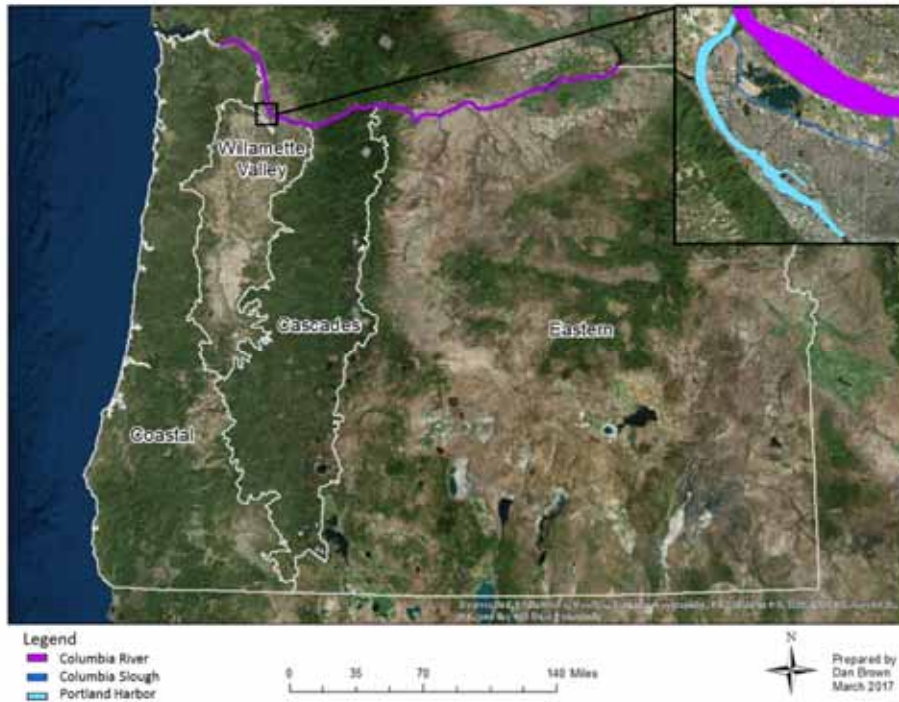 Willamette
Valley
Cascades
Eastern
Coastal
Legend
Columbia River
Columbia Slough
Portland Harbor
0 35 70 140 Miles
N
Prepared by
Dan Brown
March 2017